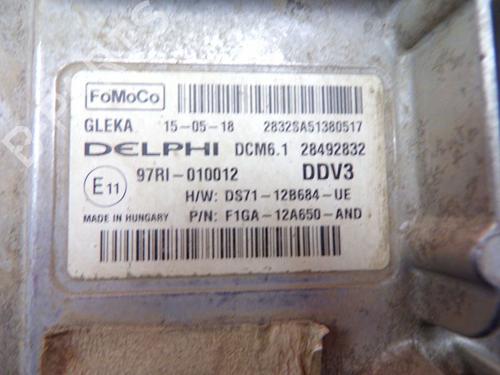 FoMoCo
GLEKA 15-05-18 2832SA51380517
DELPHI DCM6.1 28492832
E11 97RI-010012 DDV3
H/W: DS71-12B684-UE
MADE IN HUNGARY P/N: F1GA-12A650-AND